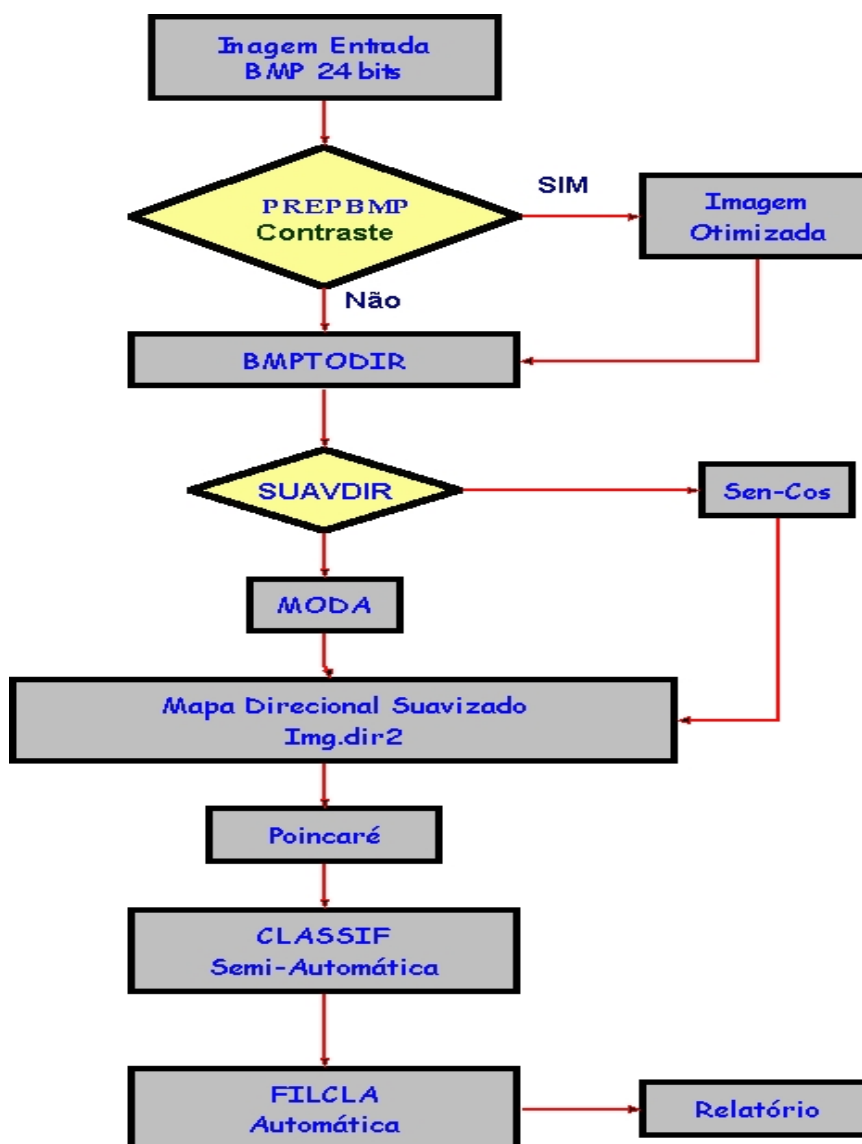 Inagem Entrada
BMP 24 bits
PREPBMP
Contraste
SIM
Imagem
Otimizada
Não
BMPTODIR
SUAVDIR
Sen-Cos
MODA
Mapa Direcional Suavizado
Img.dir2
Poincaré
CLASSIF
Semi-Automática
FILCLA
Automática
Relatório